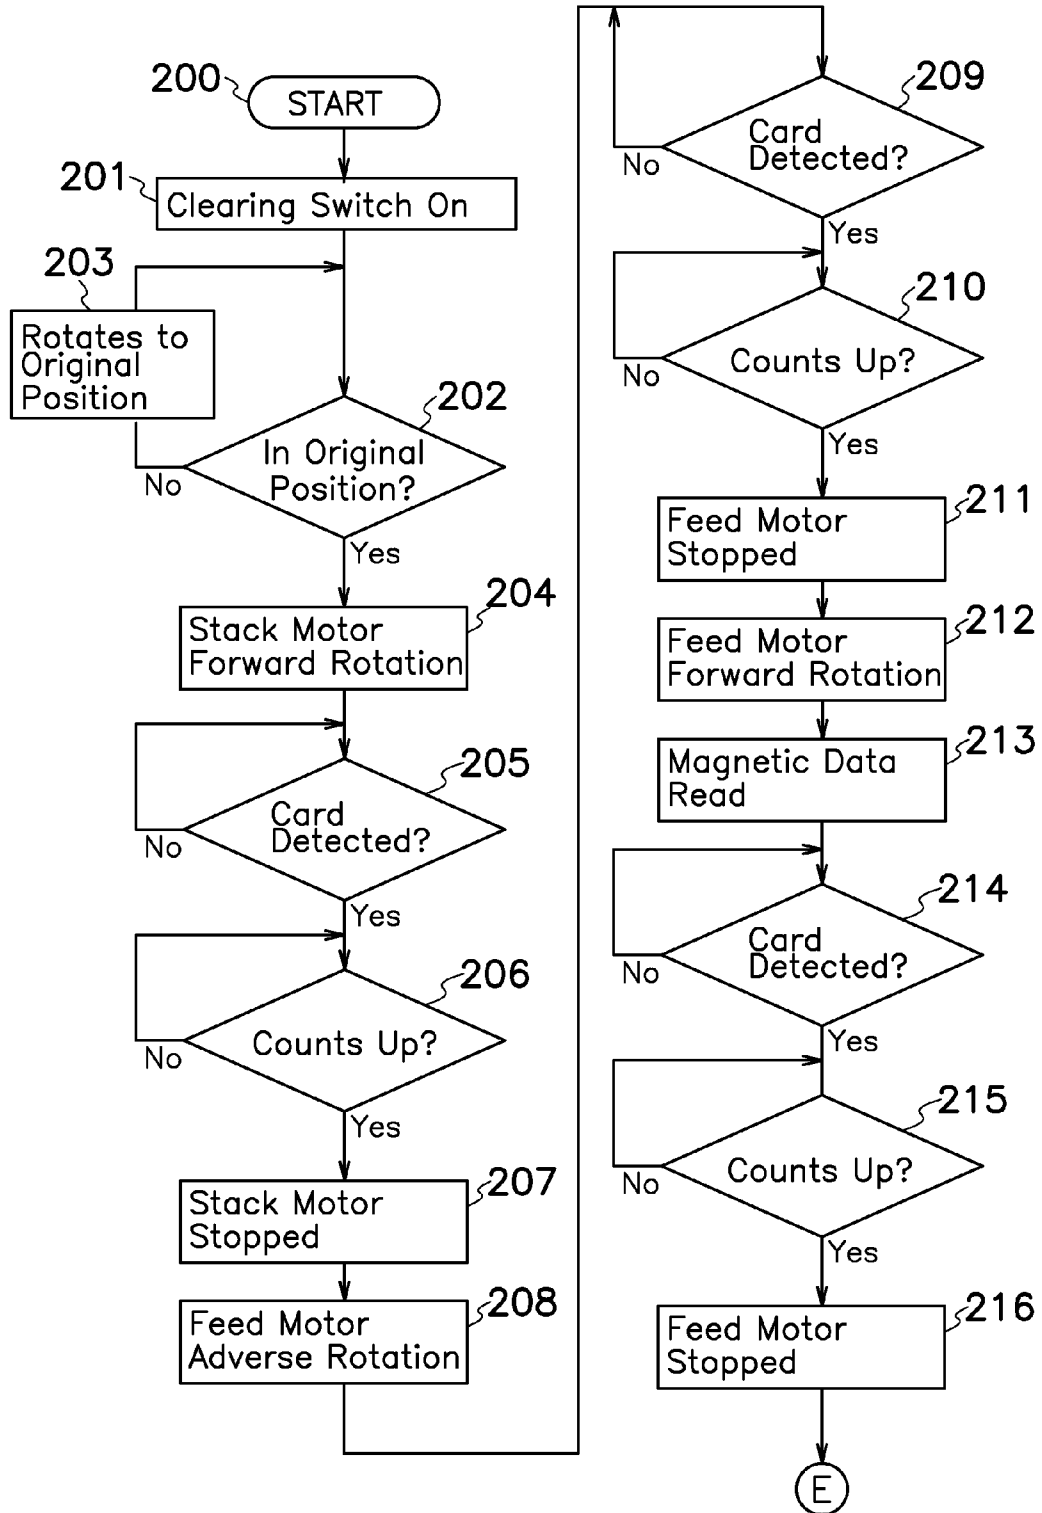 200
START
201
Clearing Switch On
203
Rotates to
Original
Position
202
In Original
Position?
No
Yes
204
Stack Motor
Forward Rotation
205
Card
Detected?
No
Yes
206
Counts Up?
No
Yes
207
Stack Motor
Stopped
208
Feed Motor
Adverse Rotation
209
Card
Detected?
No
Yes
210
Counts Up?
No
Yes
211
Feed Motor
Stopped
212
Feed Motor
Forward Rotation
213
Magnetic Data
Read
214
Card
Detected?
No
Yes
215
Counts Up?
No
Yes
216
Feed Motor
Stopped
E